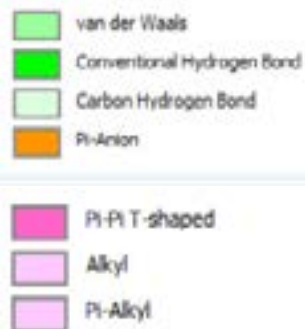 van der Waals
Conventional Hydrogen Bond
Carbon Hydrogen Bond
Pi-Anion
Pi-Pi T-shaped
Alkyl
Pi-Alkyl